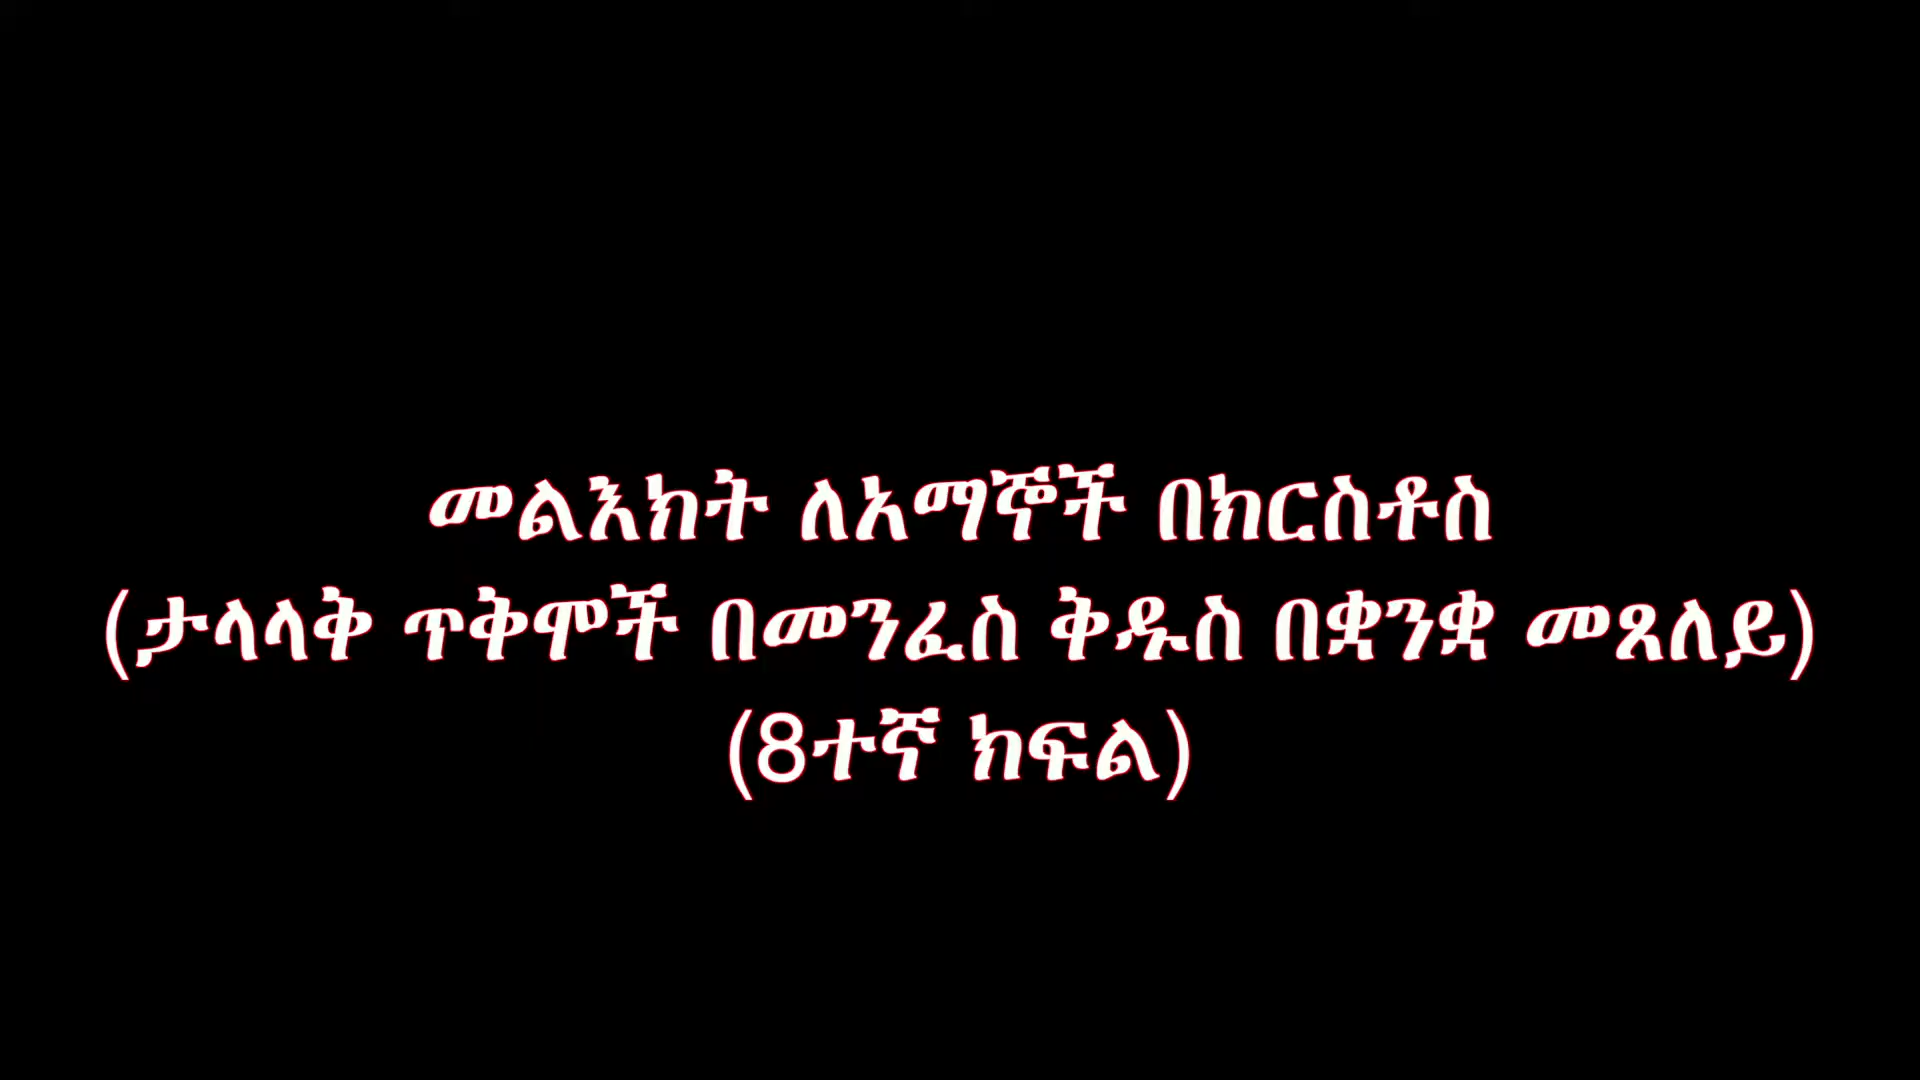 መልእክት ለአማኞች በክርስቶስ
(ታላላቅ ጥቅሞች በመንፈስ ቅዱስ በቋንቋ መጸለይ)
(8ተኛ ክፍል)